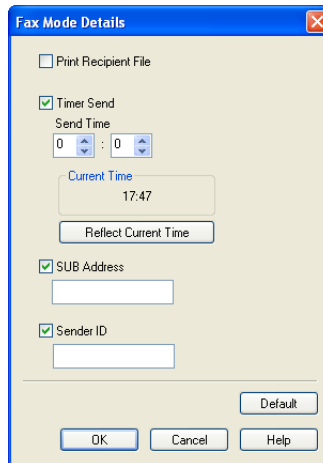 Fax Mode Details
Print Recipient File
Timer Send
Send Time
0 : 0
Current Time
17:47
Reflect Current Time
SUB Address
Sender ID
Default
OK Cancel Help